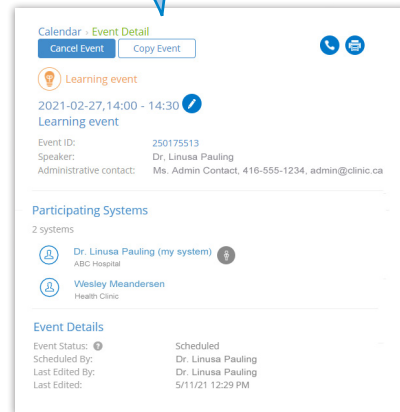 Calendar › Event Detail
Cancel Event Copy Event
Learning event
2021-02-27,14:00 - 14:30
Learning event
Event ID: 250175513
Speaker: Dr, Linusa Pauling
Administrative contact: Ms. Admin Contact, 416-555-1234, admin@clinic.ca
Participating Systems
2 systems
Dr. Linusa Pauling (my system)
ABC Hospital
Wesley Meandersen
Health Clinic
Event Details
Event Status: ? Scheduled
Scheduled By: Dr. Linusa Pauling
Last Edited By: Dr. Linusa Pauling
Last Edited: 5/11/21 12:29 PM